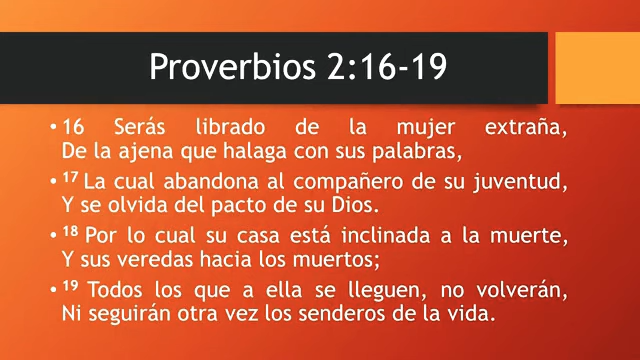 Proverbios 2:16-19
• 16 Serás librado de la mujer extraña,
De la ajena que halaga con sus palabras,
• 17 La cual abandona al compañero de su juventud,
Y se olvida del pacto de su Dios.
• 18 Por lo cual su casa está inclinada a la muerte,
Y sus veredas hacia los muertos;
• 19 Todos los que a ella se lleguen, no volverán,
Ni seguirán otra vez los senderos de la vida.